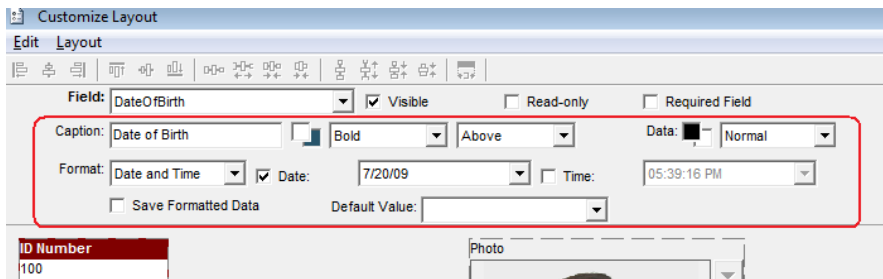 Customize Layout
Edit Layout
Field: DateOfBirth Visible Read-only Required Field
Caption: Date of Birth Bold Above Data: Normal
Format: Date and Time Date: 7/20/09 Time: 05:39:16 PM
Save Formatted Data Default Value:
ID Number Photo
100